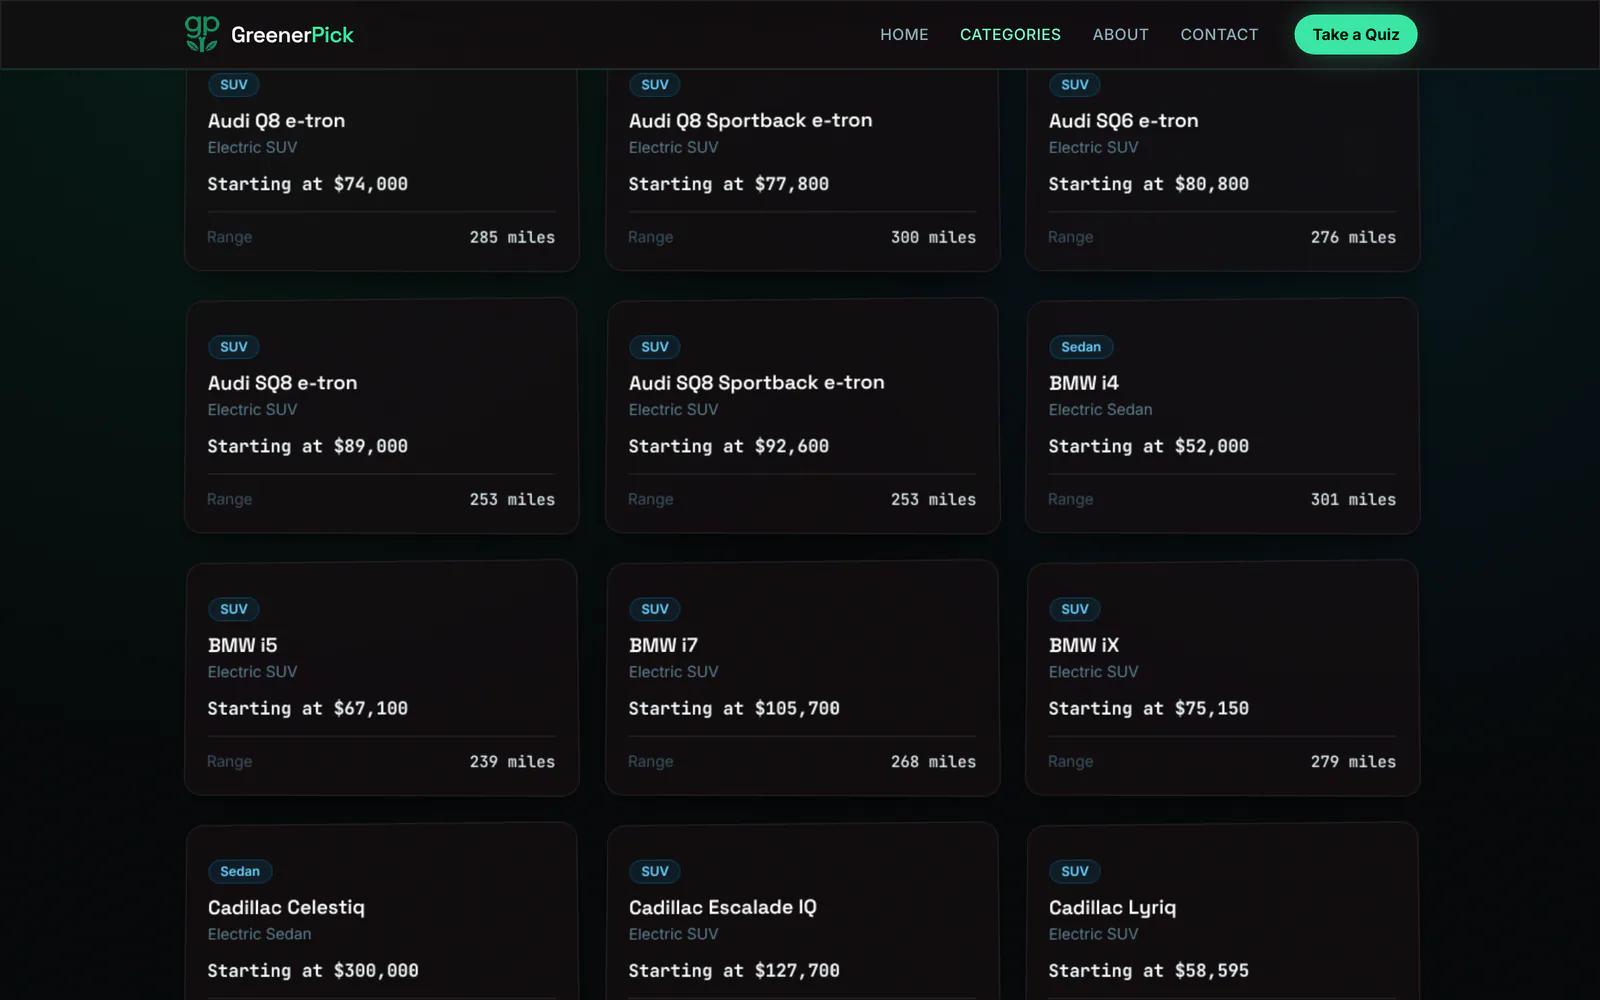 gp GreenerPick HOME CATEGORIES ABOUT CONTACT Take a Quiz
SUV
Audi Q8 e-tron
Electric SUV
Starting at $74,000
Range 285 miles
SUV
Audi Q8 Sportback e-tron
Electric SUV
Starting at $77,800
Range 300 miles
SUV
Audi SQ6 e-tron
Electric SUV
Starting at $80,800
Range 276 miles
SUV
Audi SQ8 e-tron
Electric SUV
Starting at $89,000
Range 253 miles
SUV
Audi SQ8 Sportback e-tron
Electric SUV
Starting at $92,600
Range 253 miles
Sedan
BMW i4
Electric Sedan
Starting at $52,000
Range 301 miles
SUV
BMW i5
Electric SUV
Starting at $67,100
Range 239 miles
SUV
BMW i7
Electric SUV
Starting at $105,700
Range 268 miles
SUV
BMW iX
Electric SUV
Starting at $75,150
Range 279 miles
Sedan
Cadillac Celestiq
Electric Sedan
Starting at $300,000
SUV
Cadillac Escalade IQ
Electric SUV
Starting at $127,700
SUV
Cadillac Lyriq
Electric SUV
Starting at $58,595